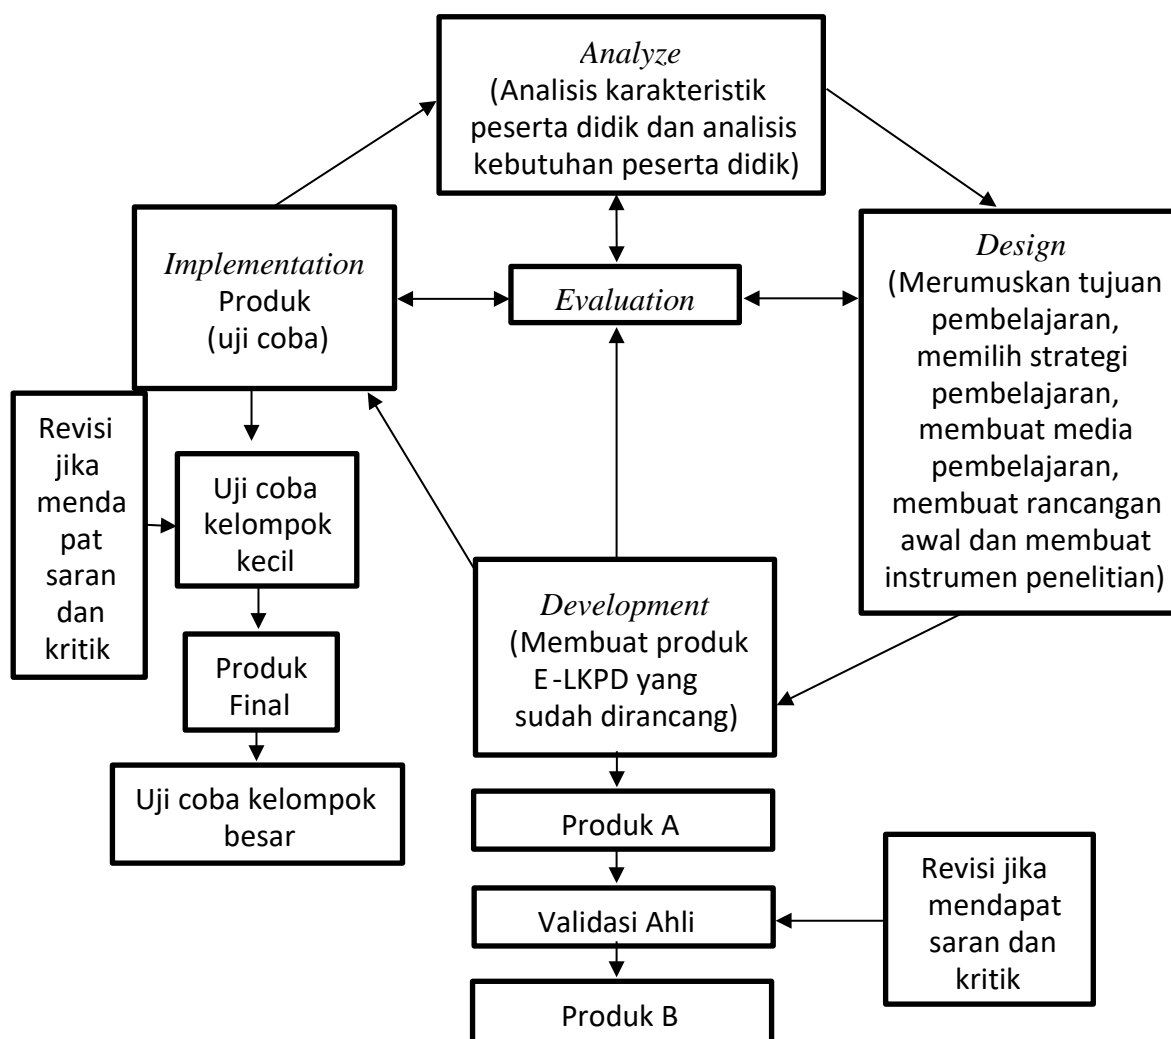 Analyze
(Analisis karakteristik
peserta didik dan analisis
kebutuhan peserta didik)
Implementation
Produk
(uji coba)
Evaluation
Design
(Merumuskan tujuan
pembelajaran,
memilih strategi
pembelajaran,
membuat media
pembelajaran,
membuat rancangan
awal dan membuat
instrumen penelitian)
Revisi
jika
menda
pat
saran
dan
kritik
Uji coba
kelompok
kecil
Produk
Final
Uji coba kelompok
besar
Development
(Membuat produk
E-LKPD yang
sudah dirancang)
Produk A
Validasi Ahli
Produk B
Revisi jika
mendapat
saran dan
kritik